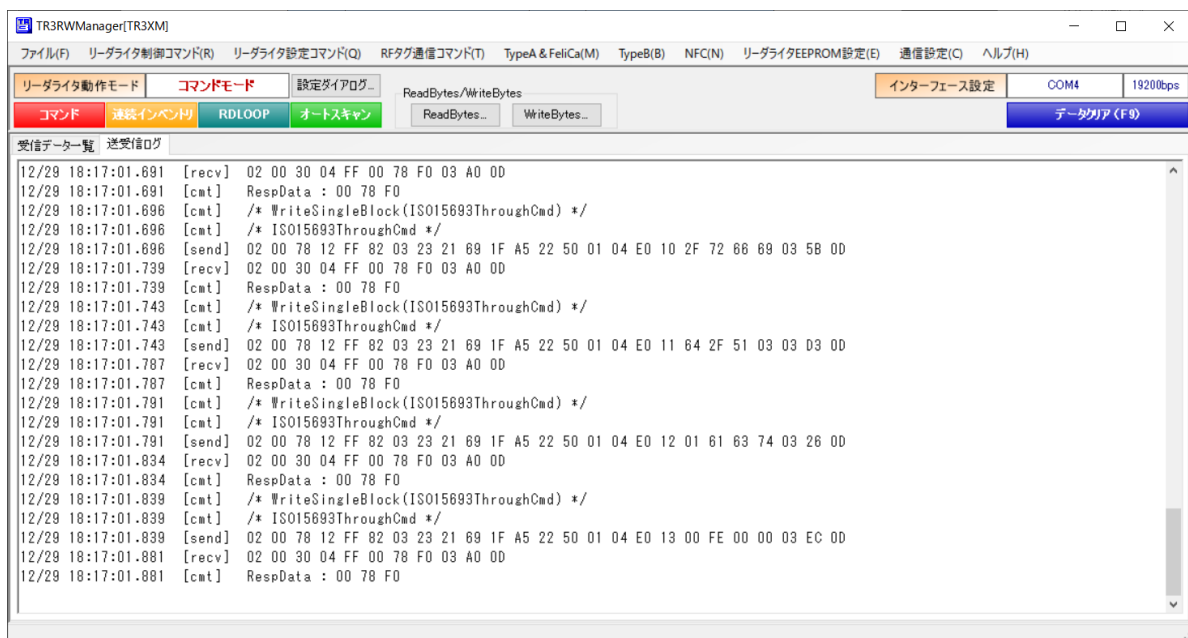 TR3RWManager[TR3XM]
ファイル(F) リーダライタ制御コマンド(R) リーダライタ設定コマンド(Q) RFタグ通信コマンド(T) TypeA & FeliCa(M) TypeB(B) NFC(N) リーダライタEEPROM設定(E) 通信設定(C) ヘルプ(H)
リーダライタ動作モード コマンドモード 設定ダイアログ... ReadBytes/WriteBytes インターフェース設定 COM4 19200bps
コマンド 連続インベントリ RDLOOP オートスキャン ReadBytes... WriteBytes... データクリア(F9)
受信データ一覧 送受信ログ
12/29 18:17:01.691 [recv] 02 00 30 04 FF 00 78 F0 03 A0 0D
12/29 18:17:01.691 [cmt] RespData : 00 78 F0
12/29 18:17:01.696 [cmt] /* WriteSingleBlock(ISO15693ThroughCmd) */
12/29 18:17:01.696 [cmt] /* ISO15693ThroughCmd */
12/29 18:17:01.696 [send] 02 00 78 12 FF 82 03 23 21 69 1F A5 22 50 01 04 E0 10 2F 72 66 69 03 5B 0D
12/29 18:17:01.739 [recv] 02 00 30 04 FF 00 78 F0 03 A0 0D
12/29 18:17:01.739 [cmt] RespData : 00 78 F0
12/29 18:17:01.743 [cmt] /* WriteSingleBlock(ISO15693ThroughCmd) */
12/29 18:17:01.743 [cmt] /* ISO15693ThroughCmd */
12/29 18:17:01.743 [send] 02 00 78 12 FF 82 03 23 21 69 1F A5 22 50 01 04 E0 11 64 2F 51 03 03 D3 0D
12/29 18:17:01.787 [recv] 02 00 30 04 FF 00 78 F0 03 A0 0D
12/29 18:17:01.787 [cmt] RespData : 00 78 F0
12/29 18:17:01.791 [cmt] /* WriteSingleBlock(ISO15693ThroughCmd) */
12/29 18:17:01.791 [cmt] /* ISO15693ThroughCmd */
12/29 18:17:01.791 [send] 02 00 78 12 FF 82 03 23 21 69 1F A5 22 50 01 04 E0 12 01 61 63 74 03 26 0D
12/29 18:17:01.834 [recv] 02 00 30 04 FF 00 78 F0 03 A0 0D
12/29 18:17:01.834 [cmt] RespData : 00 78 F0
12/29 18:17:01.839 [cmt] /* WriteSingleBlock(ISO15693ThroughCmd) */
12/29 18:17:01.839 [cmt] /* ISO15693ThroughCmd */
12/29 18:17:01.839 [send] 02 00 78 12 FF 82 03 23 21 69 1F A5 22 50 01 04 E0 13 00 FE 00 00 03 EC 0D
12/29 18:17:01.881 [recv] 02 00 30 04 FF 00 78 F0 03 A0 0D
12/29 18:17:01.881 [cmt] RespData : 00 78 F0